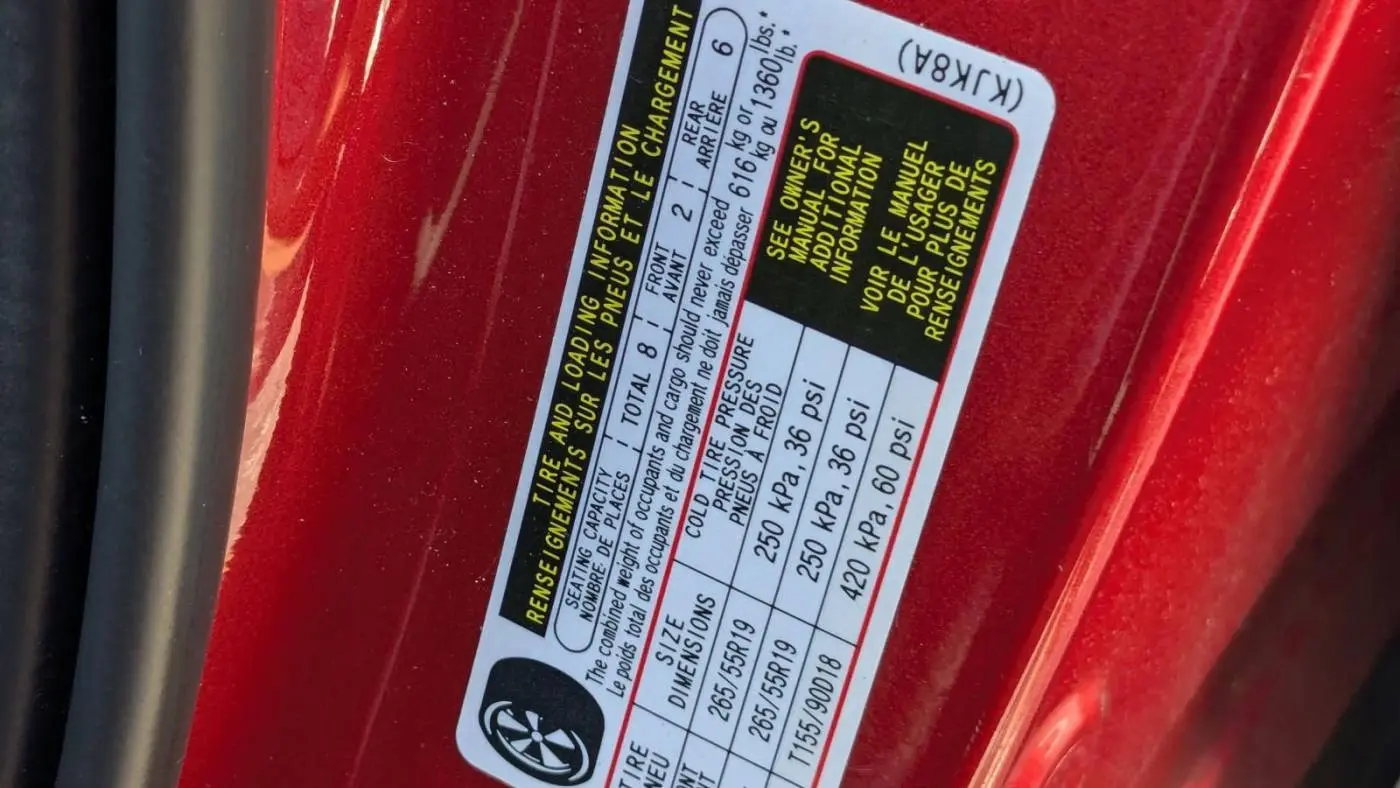 TIRE AND LOADING INFORMATION
RENSEIGNEMENTS SUR LES PNEUS ET LE CHARGEMENT
SEATING CAPACITY
NOMBRE DE PLACES
TOTAL 8
FRONT
AVANT
2
REAR
ARRIÈRE
6
The combined weight of occupants and cargo should never exceed 616 kg or 1360 lbs.*
Le poids total des occupants et du chargement ne doit jamais dépasser kg ou lb.*
TIRE
PNEU
SIZE
DIMENSIONS
COLD TIRE PRESSURE
PRESSION DES
PNEUS À FROID
265/55R19
250 kPa, 36 psi
265/55R19
250 kPa, 36 psi
T155/90D18
420 kPa, 60 psi
SEE OWNER'S
MANUAL FOR
ADDITIONAL
INFORMATION
VOIR LE MANUEL
DE L'USAGER
POUR PLUS DE
RENSEIGNEMENTS
(KJK8A)